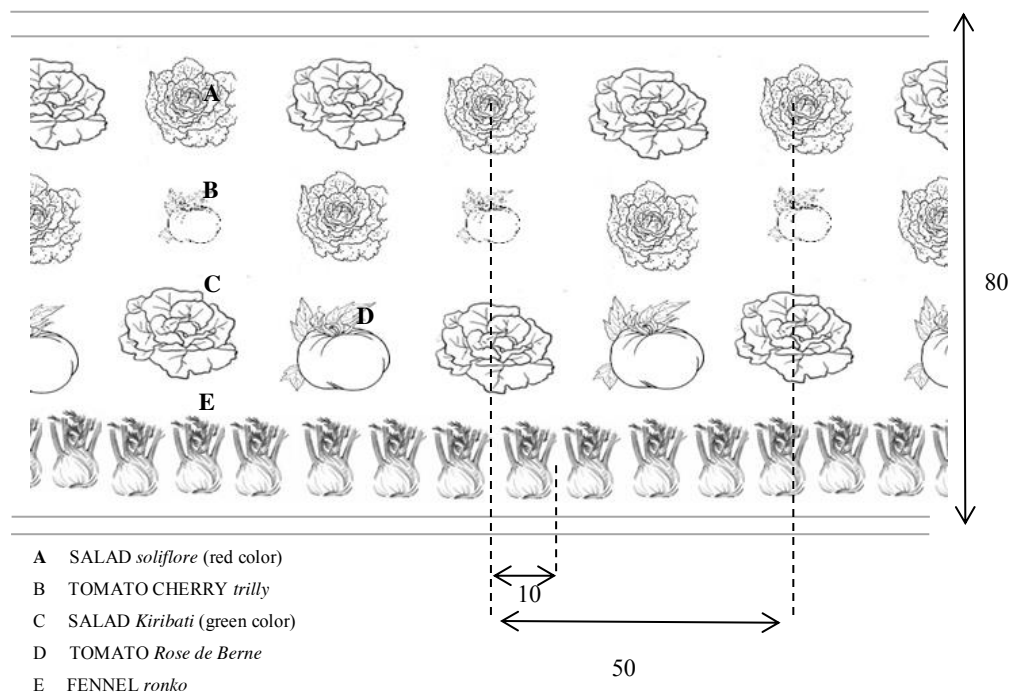 A
B
80
C
D
E
A SALAD soliflore (red color)
B TOMATO CHERRY trilly
10
C SALAD Kiribati (green color)
D TOMATO Rose de Berne
50
E FENNEL ronko